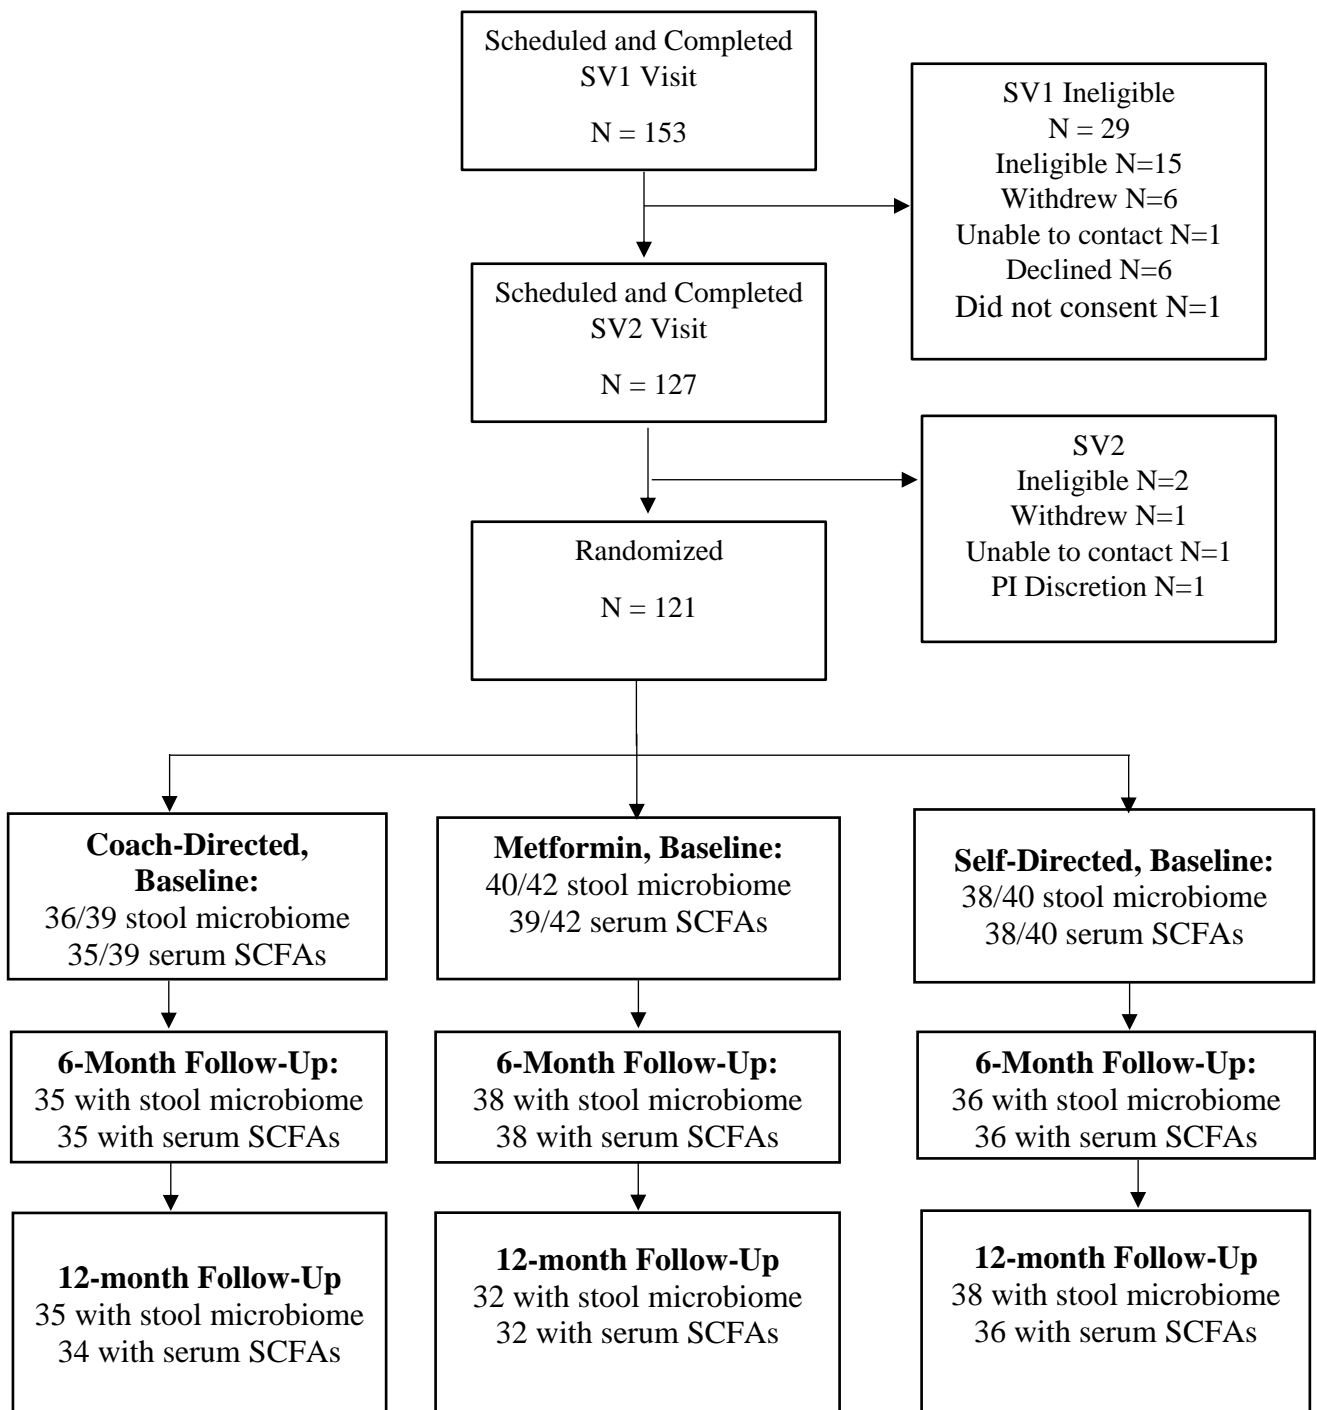 Scheduled and Completed
SV1 Visit
N = 153
SV1 Ineligible
N = 29
Ineligible N=15
Withdrew N=6
Unable to contact N=1
Declined N=6
Did not consent N=1
Scheduled and Completed
SV2 Visit
N = 127
SV2
Ineligible N=2
Withdrew N=1
Unable to contact N=1
PI Discretion N=1
Randomized
N = 121
Coach-Directed,
Baseline:
36/39 stool microbiome
35/39 serum SCFAs
Metformin, Baseline:
40/42 stool microbiome
39/42 serum SCFAs
Self-Directed, Baseline:
38/40 stool microbiome
38/40 serum SCFAs
6-Month Follow-Up:
35 with stool microbiome
35 with serum SCFAs
6-Month Follow-Up:
38 with stool microbiome
38 with serum SCFAs
6-Month Follow-Up:
36 with stool microbiome
36 with serum SCFAs
12-month Follow-Up
35 with stool microbiome
34 with serum SCFAs
12-month Follow-Up
32 with stool microbiome
32 with serum SCFAs
12-month Follow-Up
38 with stool microbiome
36 with serum SCFAs